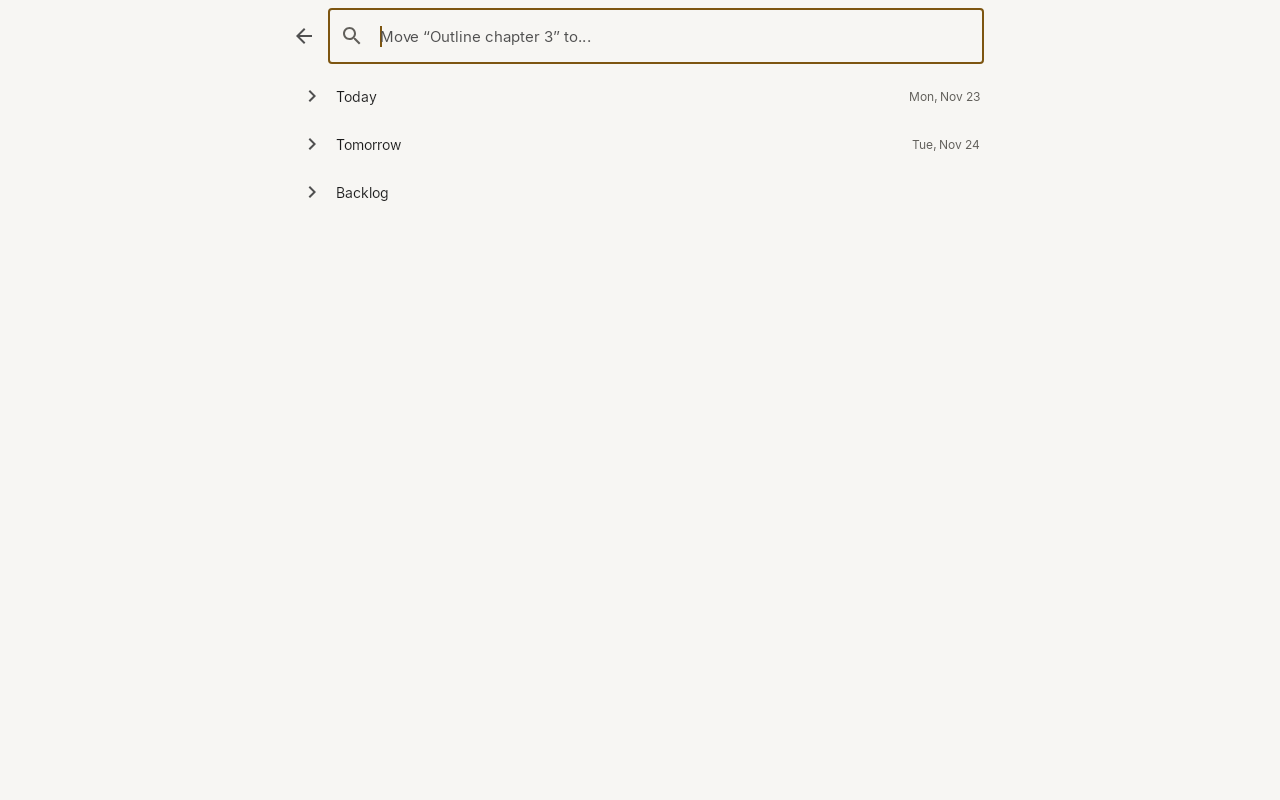 Move “Outline chapter 3” to...
Today Mon, Nov 23
Tomorrow Tue, Nov 24
Backlog